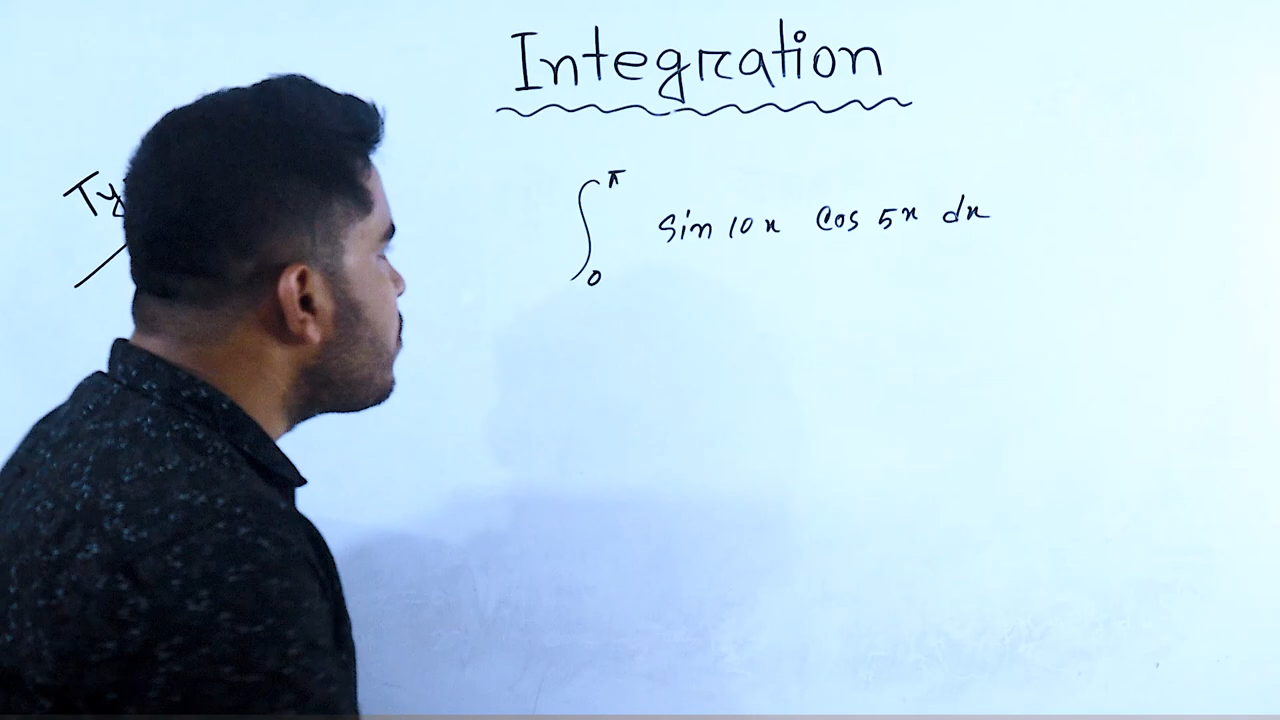 Integration
∫₀^π sin 10x cos 5x dx